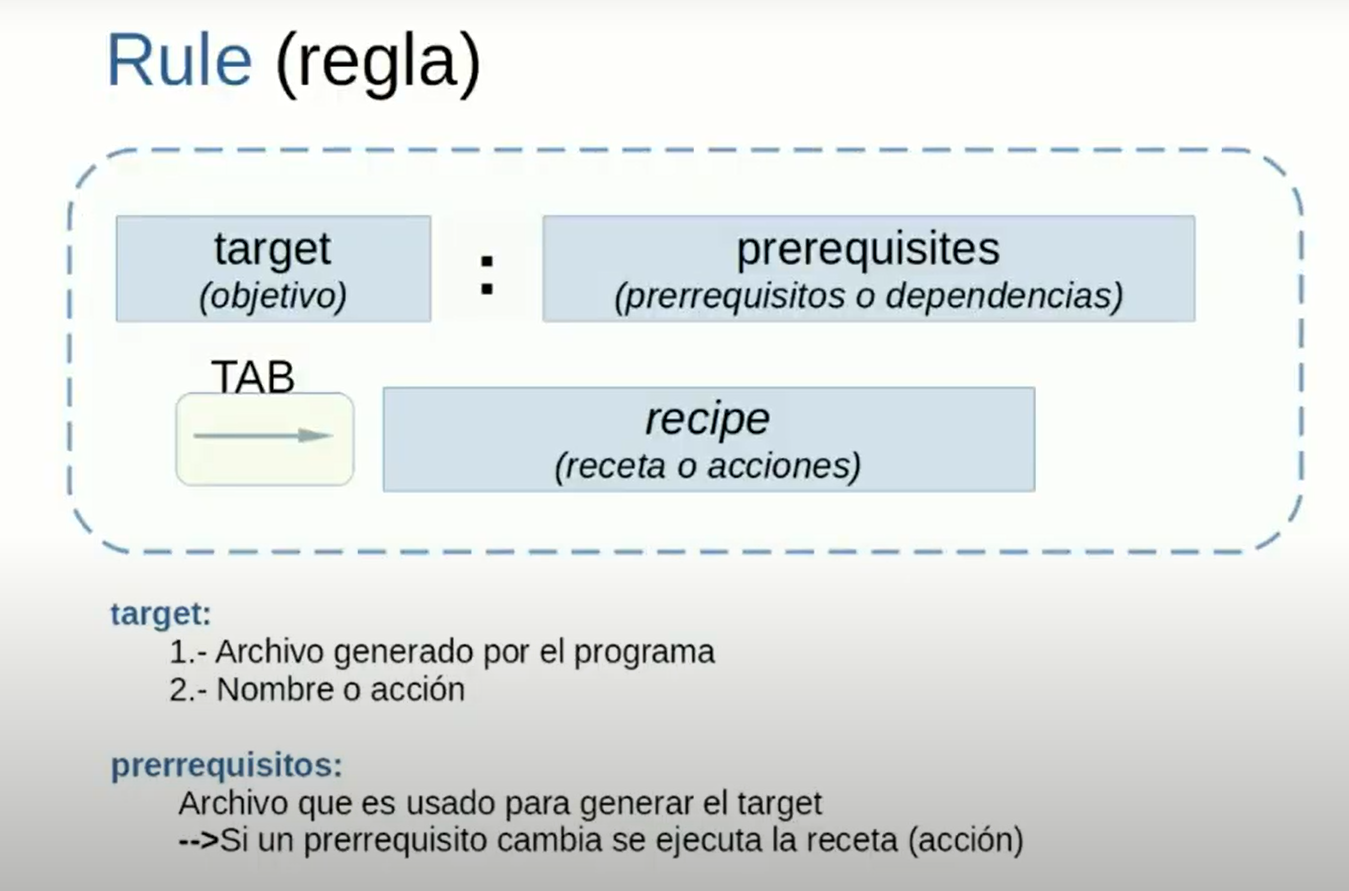 Rule (regla)
target : prerequisites
(objetivo) (prerrequisitos o dependencias)
TAB
recipe
(receta o acciones)
target:
1.- Archivo generado por el programa
2.- Nombre o acción
prerrequisitos:
Archivo que es usado para generar el target
-->Si un prerrequisito cambia se ejecuta la receta (acción)